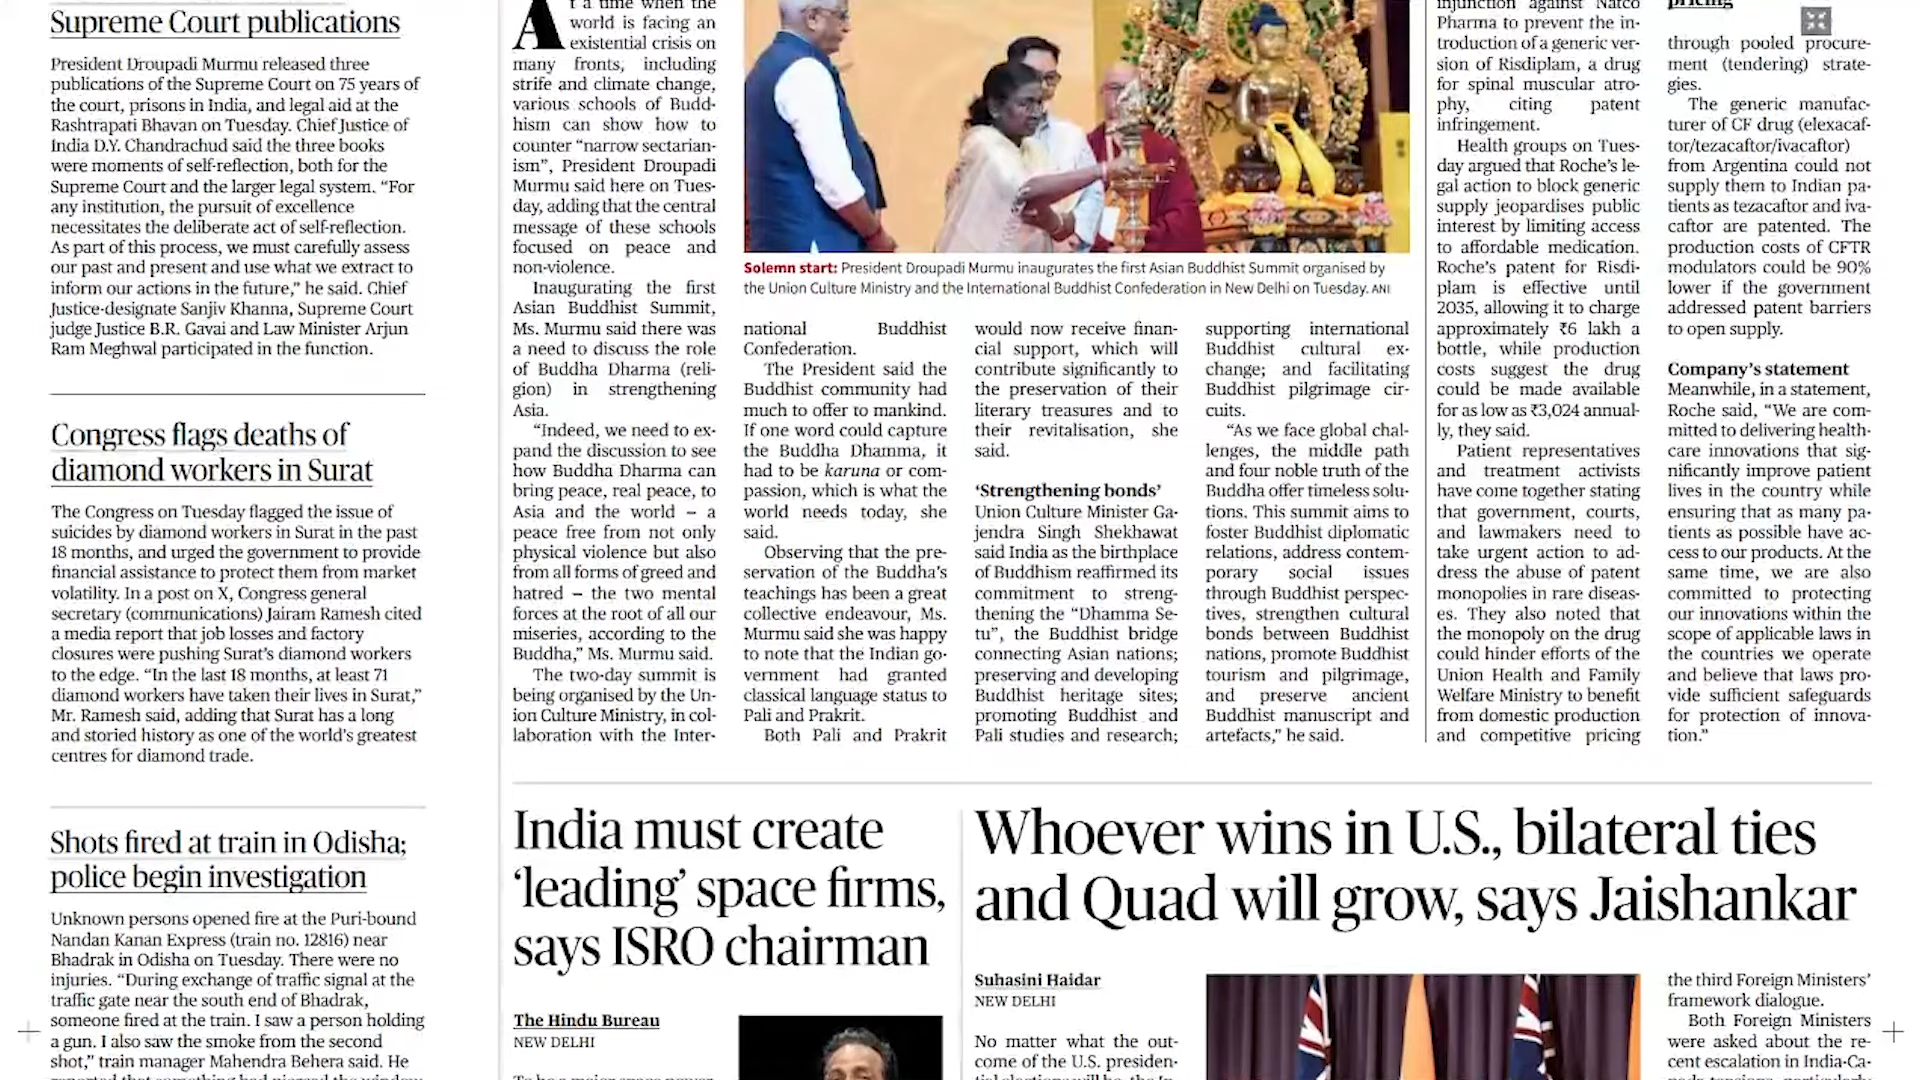 Supreme Court publications
President Droupadi Murmu released three
publications of the Supreme Court on 75 years of
the court, prisons in India, and legal aid at the
Rashtrapati Bhavan on Tuesday. Chief Justice of
India D.Y. Chandrachud said the three books
were moments of self-reflection, both for the
Supreme Court and the larger legal system. “For
any institution, the pursuit of excellence
necessitates the deliberate act of self-reflection.
As part of this process, we must carefully assess
our past and present and use what we extract to
inform our actions in the future,” he said. Chief
Justice-designate Sanjiv Khanna, Supreme Court
judge Justice B.R. Gavai and Law Minister Arjun
Ram Meghwal participated in the function.
Congress flags deaths of
diamond workers in Surat
The Congress on Tuesday flagged the issue of
suicides by diamond workers in Surat in the past
18 months, and urged the government to provide
financial assistance to protect them from market
volatility. In a post on X, Congress general
secretary (communications) Jairam Ramesh cited
a media report that job losses and factory
closures were pushing Surat’s diamond workers
to the edge. “In the last 18 months, at least 71
diamond workers have taken their lives in Surat,”
Mr. Ramesh said, adding that Surat has a long
and storied history as one of the world’s greatest
centres for diamond trade.
Shots fired at train in Odisha;
police begin investigation
Unknown persons opened fire at the Puri-bound
Nandan Kanan Express (train no. 12816) near
Bhadrak in Odisha on Tuesday. There were no
injuries. “During exchange of traffic signal at the
traffic gate near the south end of Bhadrak,
someone fired at the train. I saw a person holding
a gun. I also saw the smoke from the second
shot,” train manager Mahendra Behera said. He
At a time when the
world is facing an
existential crisis on
many fronts, including
strife and climate change,
various schools of Budd-
hism can show how to
counter “narrow sectarian-
ism”, President Droupadi
Murmu said here on Tues-
day, adding that the central
message of these schools
focused on peace and
non-violence.
Inaugurating the first
Asian Buddhist Summit,
Ms. Murmu said there was
a need to discuss the role
of Buddha Dharma (reli-
gion) in strengthening
Asia.
“Indeed, we need to ex-
pand the discussion to see
how Buddha Dharma can
bring peace, real peace, to
Asia and the world – a
peace free from not only
physical violence but also
from all forms of greed and
hatred – the two mental
forces at the root of all our
miseries, according to the
Buddha,” Ms. Murmu said.
The two-day summit is
being organised by the Un-
ion Culture Ministry, in col-
laboration with the Inter-
Solemn start: President Droupadi Murmu inaugurates the first Asian Buddhist Summit organised by
the Union Culture Ministry and the International Buddhist Confederation in New Delhi on Tuesday. ANI
national Buddhist
Confederation.
The President said the
Buddhist community had
much to offer to mankind.
If one word could capture
the Buddha Dhamma, it
had to be karuna or com-
passion, which is what the
world needs today, she
said.
Observing that the pre-
servation of the Buddha’s
teachings has been a great
collective endeavour, Ms.
Murmu said she was happy
to note that the Indian go-
vernment had granted
classical language status to
Pali and Prakrit.
Both Pali and Prakrit
would now receive finan-
cial support, which will
contribute significantly to
the preservation of their
literary treasures and to
their revitalisation, she
said.
‘Strengthening bonds’
Union Culture Minister Ga-
jendra Singh Shekhawat
said India as the birthplace
of Buddhism reaffirmed its
commitment to streng-
thening the “Dhamma Se-
tu”, the Buddhist bridge
connecting Asian nations;
preserving and developing
Buddhist heritage sites;
promoting Buddhist and
Pali studies and research;
supporting international
Buddhist cultural ex-
change; and facilitating
Buddhist pilgrimage cir-
cuits.
“As we face global chal-
lenges, the middle path
and four noble truth of the
Buddha offer timeless solu-
tions. This summit aims to
foster Buddhist diplomatic
relations, address contem-
porary social issues
through Buddhist perspec-
tives, strengthen cultural
bonds between Buddhist
nations, promote Buddhist
tourism and pilgrimage,
and preserve ancient
Buddhist manuscript and
artefacts,” he said.
injunction against Natco
Pharma to prevent the in-
troduction of a generic ver-
sion of Risdiplam, a drug
for spinal muscular atro-
phy, citing patent
infringement.
Health groups on Tues-
day argued that Roche’s le-
gal action to block generic
supply jeopardises public
interest by limiting access
to affordable medication.
Roche’s patent for Risdi-
plam is effective until
2035, allowing it to charge
approximately ₹6 lakh a
bottle, while production
costs suggest the drug
could be made available
for as low as ₹3,024 annual-
ly, they said.
Patient representatives
and treatment activists
have come together stating
that government, courts,
and lawmakers need to
take urgent action to ad-
dress the abuse of patent
monopolies in rare diseas-
es. They also noted that
the monopoly on the drug
could hinder efforts of the
Union Health and Family
Welfare Ministry to benefit
from domestic production
and competitive pricing
pricing
through pooled procure-
ment (tendering) strate-
gies.
The generic manufac-
turer of CF drug (elexacaf-
tor/tezacaftor/ivacaftor)
from Argentina could not
supply them to Indian pa-
tients as tezacaftor and iva-
caftor are patented. The
production costs of CFTR
modulators could be 90%
lower if the government
addressed patent barriers
to open supply.
Company’s statement
Meanwhile, in a statement,
Roche said, “We are com-
mitted to delivering health-
care innovations that sig-
nificantly improve patient
lives in the country while
ensuring that as many pa-
tients as possible have ac-
cess to our products. At the
same time, we are also
committed to protecting
our innovations within the
scope of applicable laws in
the countries we operate
and believe that laws pro-
vide sufficient safeguards
for protection of innova-
tion.”
India must create
‘leading’ space firms,
says ISRO chairman
The Hindu Bureau
NEW DELHI
Whoever wins in U.S., bilateral ties
and Quad will grow, says Jaishankar
Suhasini Haidar
NEW DELHI
No matter what the out-
come of the U.S. presiden-
the third Foreign Ministers’
framework dialogue.
Both Foreign Ministers
were asked about the re-
cent escalation in India-Ca-